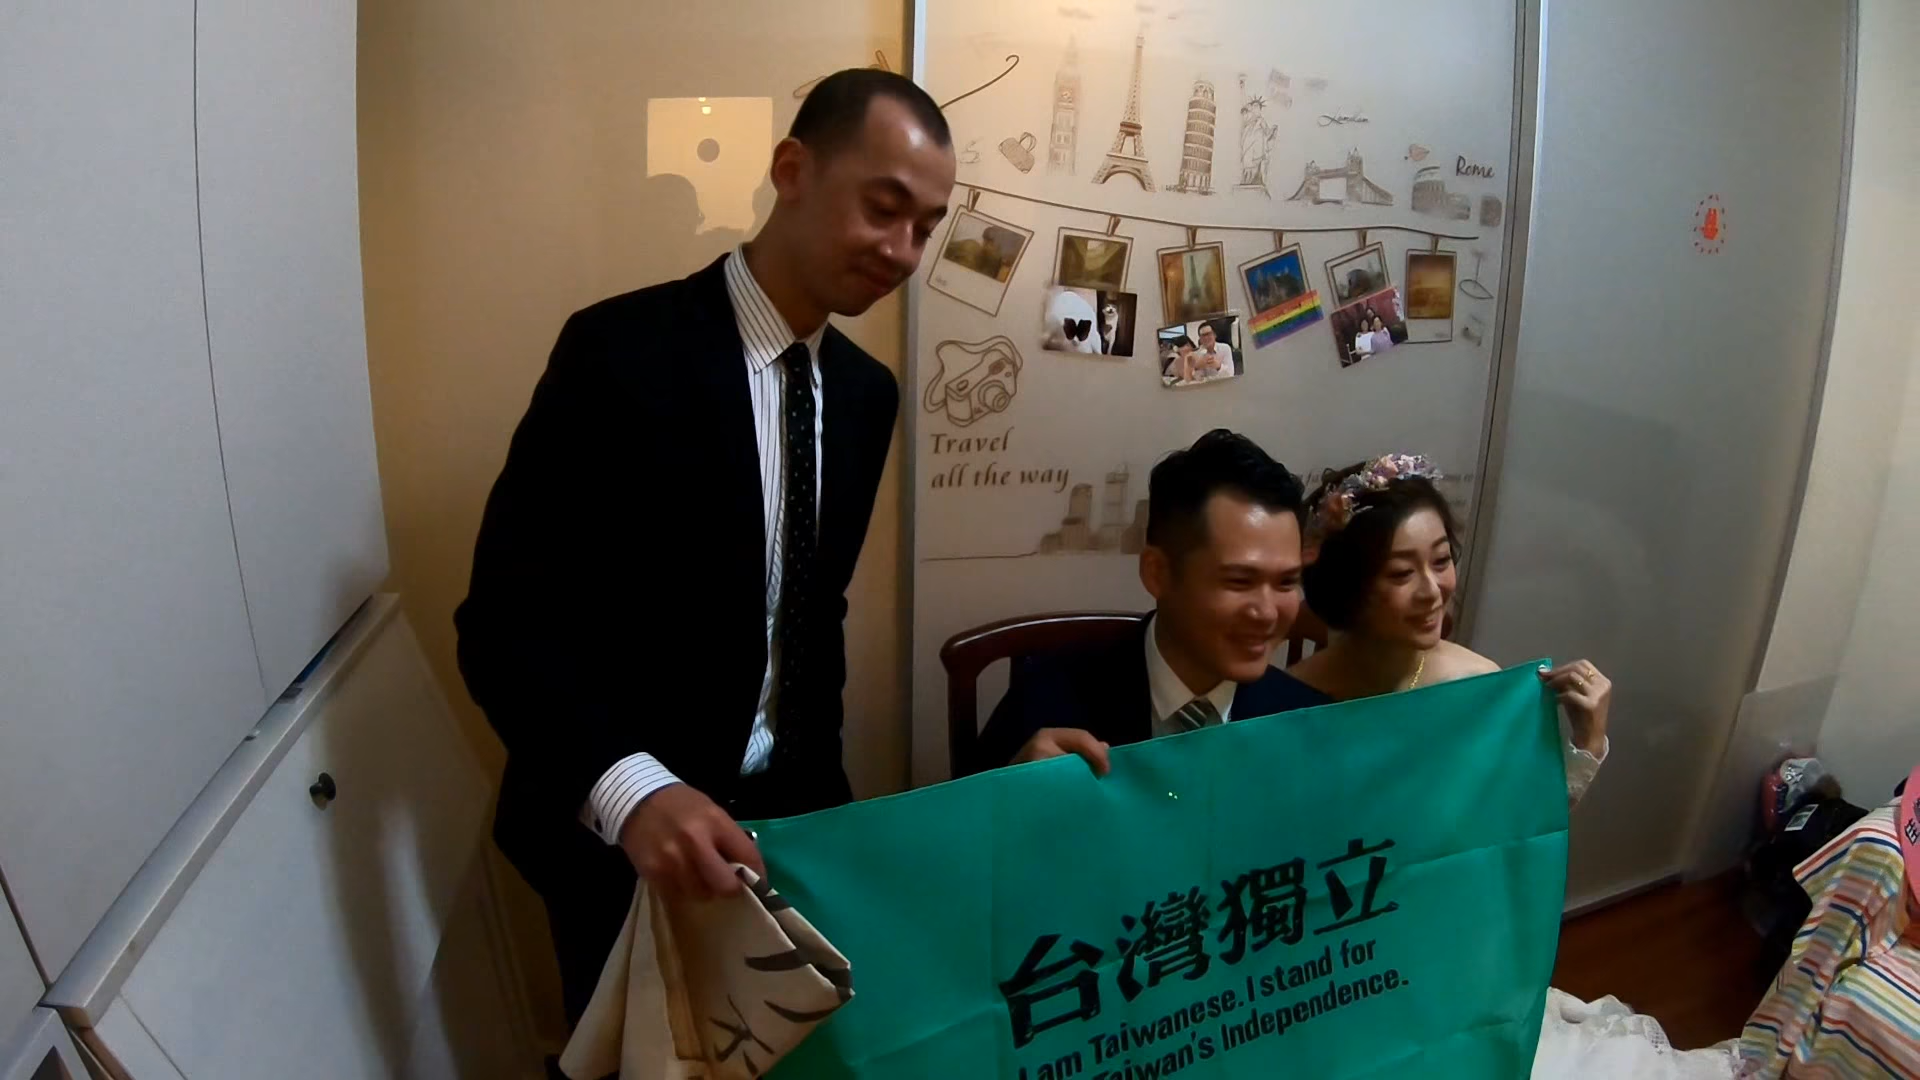 Rome
Travel
all the way
台灣獨立
I am Taiwanese. I stand for
Taiwan's Independence.